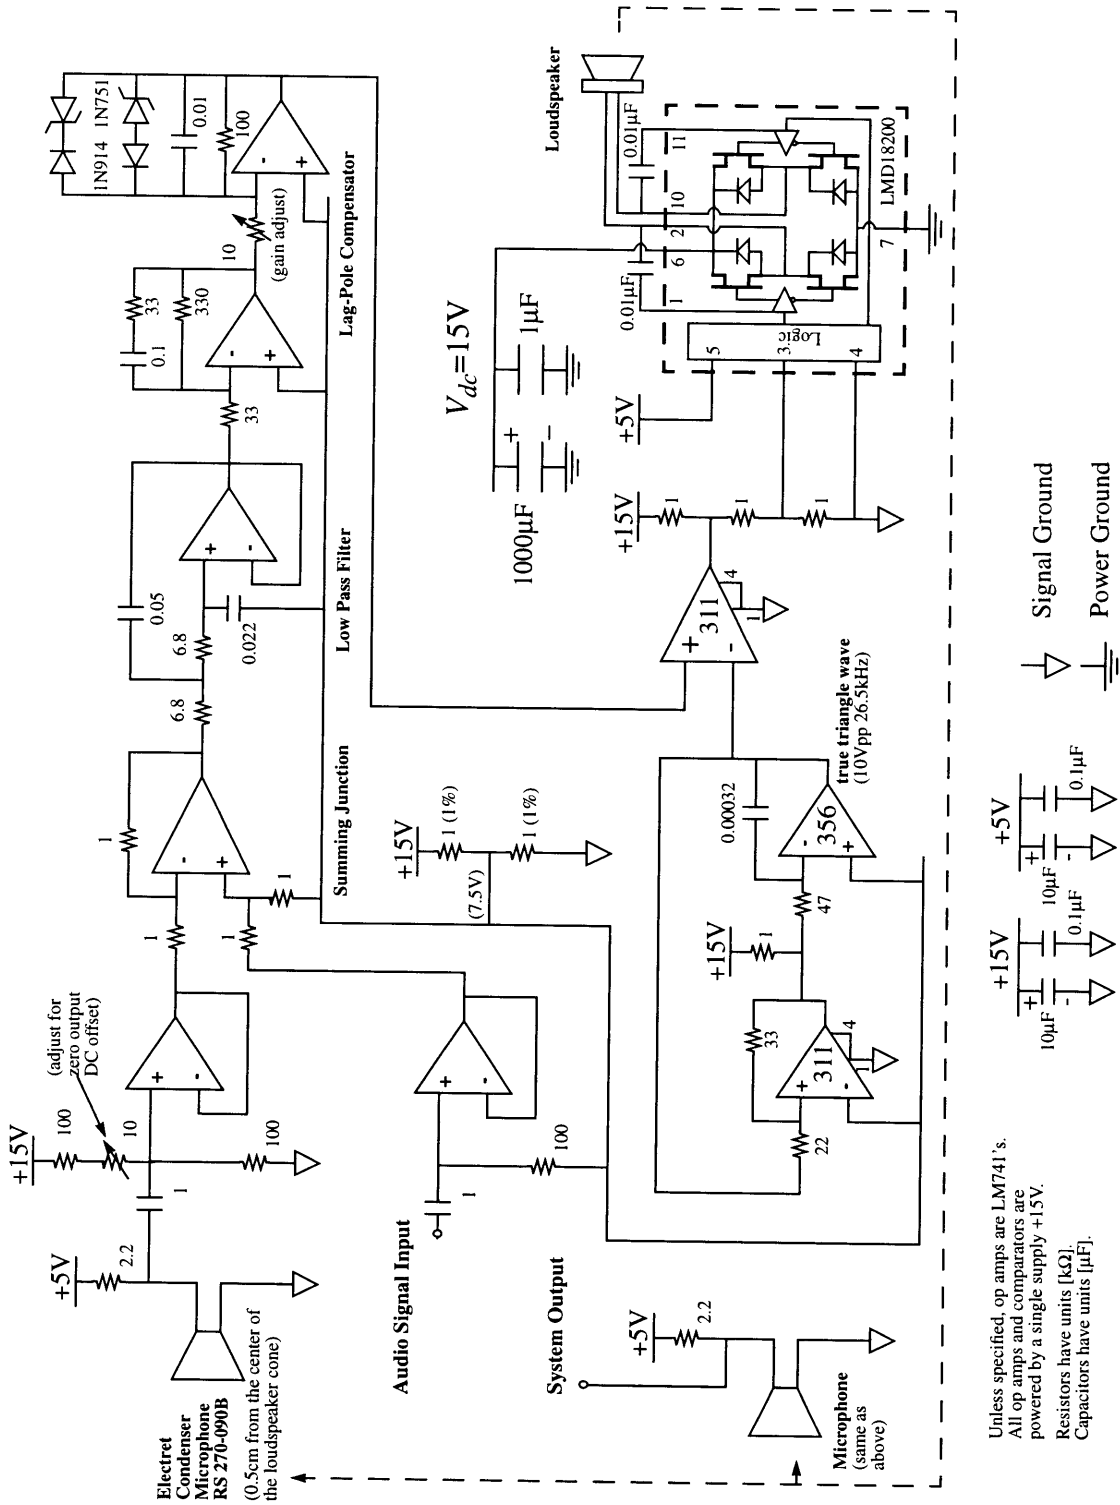 Electret
Condenser
Microphone
RS 270-090B
(0.5cm from the center of
the loudspeaker cone)
+5V
2.2
1
+15V
100
10
100
(adjust for
zero output
DC offset)
+
-
1
1
1
1
-
+
Summing Junction
6.8
6.8
0.05
0.022
+
-
Low Pass Filter
33
0.1
33
330
-
+
10
(gain adjust)
Lag-Pole Compensator
1N914 1N751
0.01
100
-
+
Audio Signal Input
1
100
+
-
+15V
1 (1%)
(7.5V)
1 (1%)
Vdc=15V
1000µF
+
-
1µF
Loudspeaker
0.01µF
0.01µF
1
6
2
10
11
5
3
4
Logic
7
LMD18200
+5V
+15V
1
1
1
+
-
311
1
4
System Output
+5V
2.2
Microphone
(same as
above)
22
33
+
-
311
1
4
+15V
1
47
0.00032
-
+
356
true triangle wave
(10Vpp 26.5kHz)
Unless specified, op amps are LM741's.
All op amps and comparators are
powered by a single supply +15V.
Resistors have units [kΩ].
Capacitors have units [µF].
+15V
+
-
10µF
0.1µF
+5V
+
-
10µF
0.1µF
Signal Ground
Power Ground